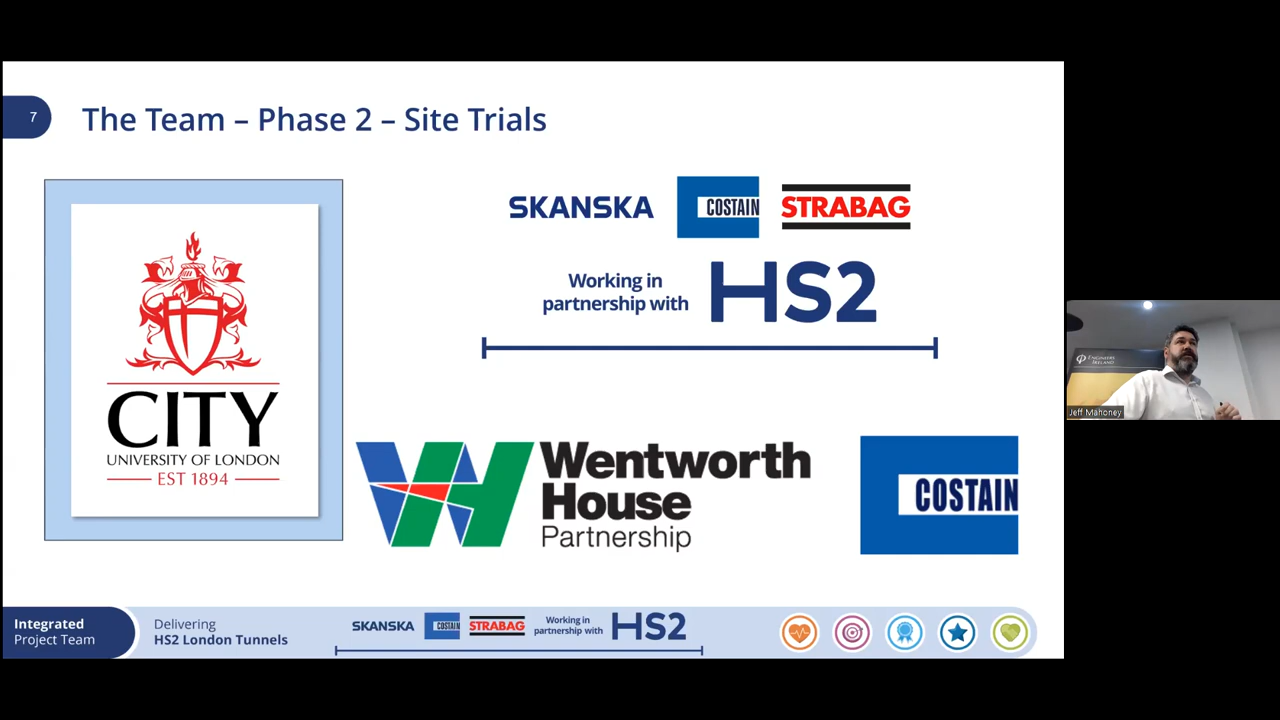 7
The Team – Phase 2 – Site Trials
CITY
UNIVERSITY OF LONDON
EST 1894
SKANSKA
COSTAIN
STRABAG
Working in
partnership with
HS2
Wentworth
House
Partnership
COSTAIN
ENGINEERS
IRELAND
Jeff Mahoney
Integrated
Project Team
Delivering
HS2 London Tunnels
SKANSKA
COSTAIN
STRABAG
Working in
partnership with
HS2